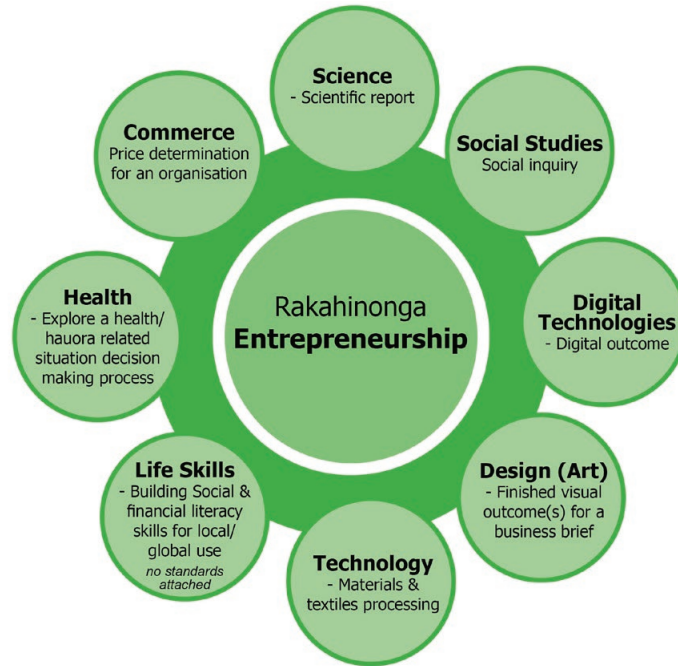 Rakahinonga
Entrepreneurship
Science
- Scientific report
Social Studies
Social inquiry
Digital
Technologies
- Digital outcome
Design (Art)
- Finished visual
outcome(s) for a
business brief
Technology
- Materials &
textiles processing
Life Skills
- Building Social &
financial literacy
skills for local/
global use
no standards
attached
Health
- Explore a health/
hauora related
situation decision
making process
Commerce
Price determination
for an organisation